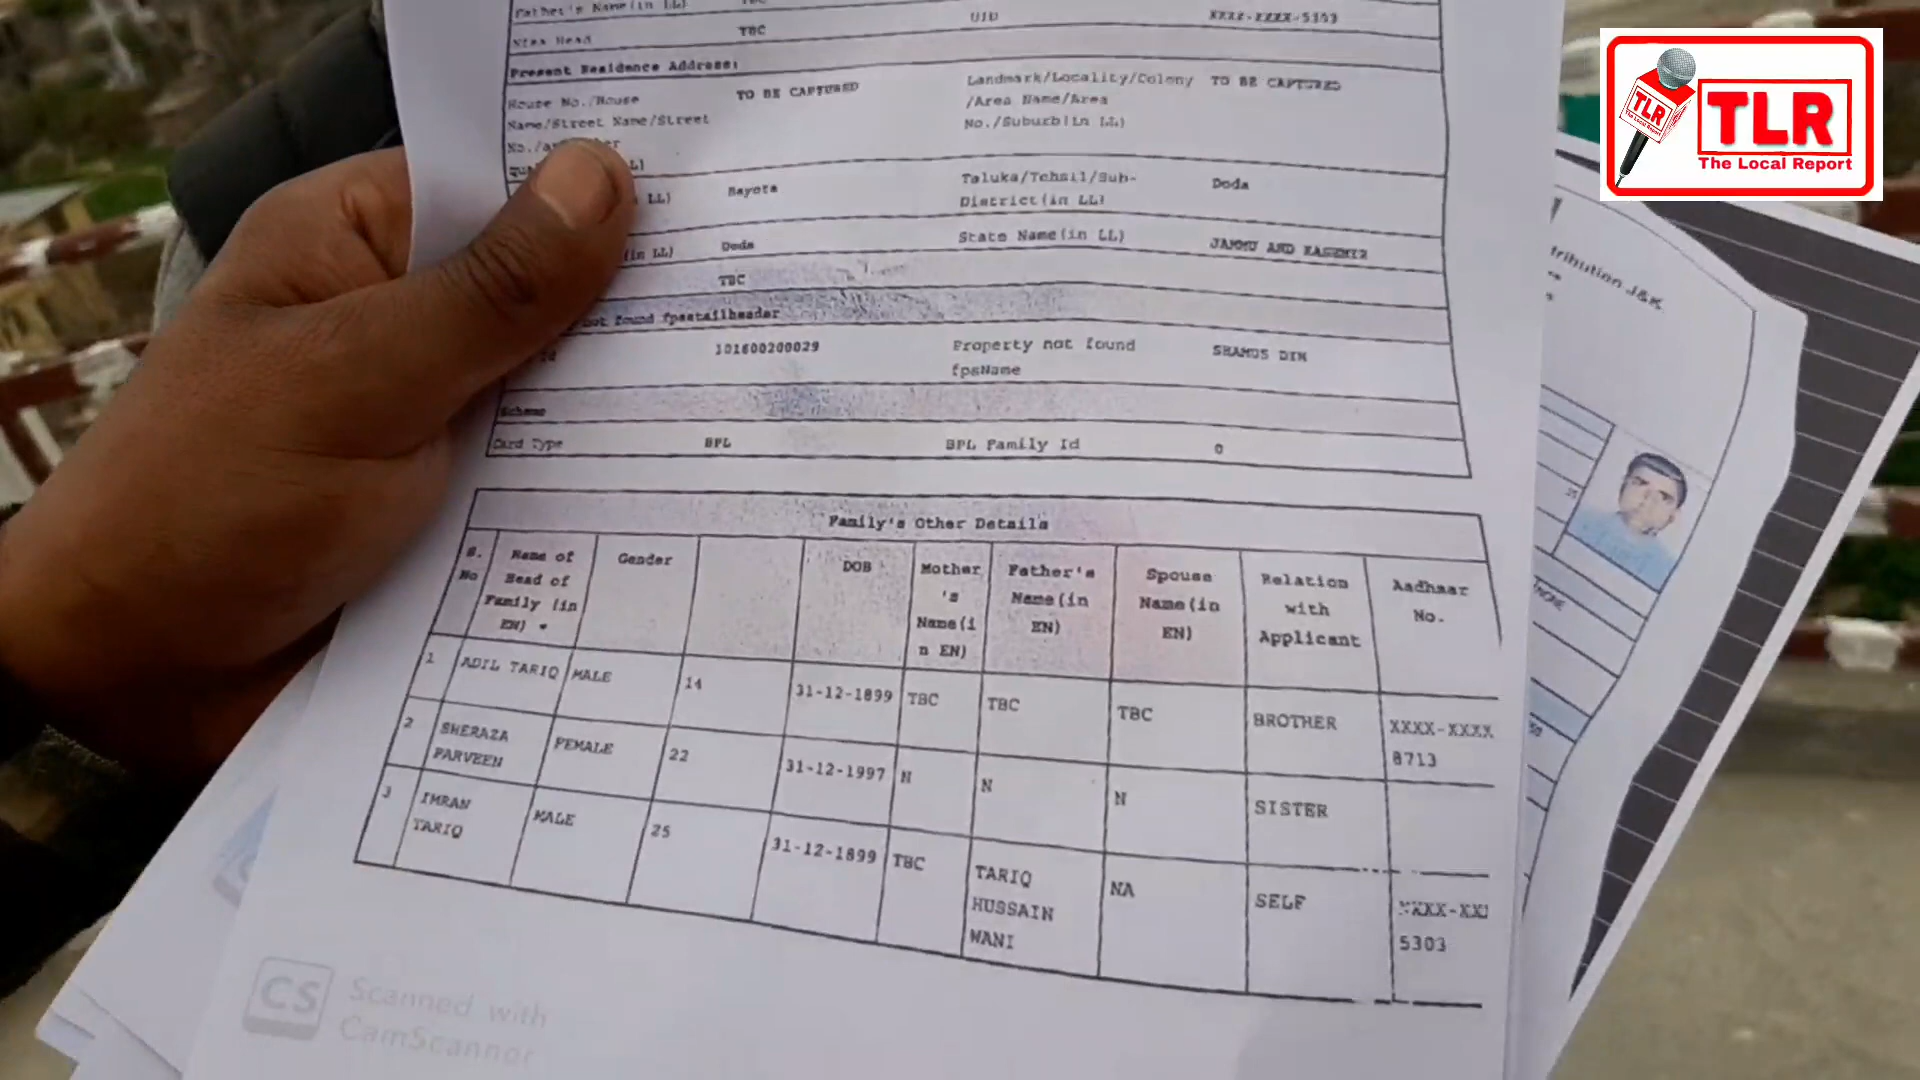 Father's Name(in LL)
UID XXXX-XXXX-5303
TBC
Present Residence Address:
House No./House TO BE CAPTURED Landmark/Locality/Colony TO BE CAPTURED
Name/Street Name/Street /Area Name/Area
No./Suburb(in LL)
LL) Bayota Taluka/Tehsil/Sub- Doda
District(in LL)
(in LL) Doda State Name(in LL) JAMMU AND KASHMIR
TBC
not found fpsetailheader
101600200029 Property not found SHAMUS DIN
fpsName
Scheme
Card Type BPL BPL Family Id 0
Family's Other Details
S. No
Name of Head of Family (in EN) *
Gender
DOB
Mother's Name(in EN)
Father's Name(in EN)
Spouse Name(in EN)
Relation with Applicant
Aadhaar No.
1 ADIL TARIQ MALE 14 31-12-1899 TBC TBC TBC BROTHER XXXX-XXXX
8713
2 SHERAZA PARVEEN FEMALE 22 31-12-1997 N N N SISTER
3 IMRAN TARIQ MALE 25 31-12-1899 TBC TARIQ HUSSAIN WANI NA SELF XXXX-XXX
5303
CS Scanned with
CamScanner
tribution J&K
TLR
The Local Report
TLR
The Local Report